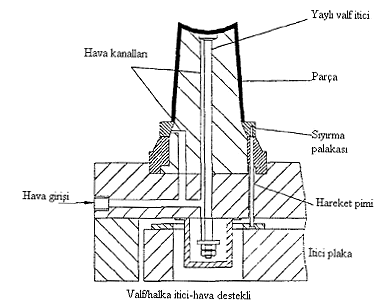 Yaylı valf itici
Hava kanalları
Parça
Sıyırma
palakası
Hava girişi
Hareket pimi
İtici plaka
Valf/halka itici-hava destekli